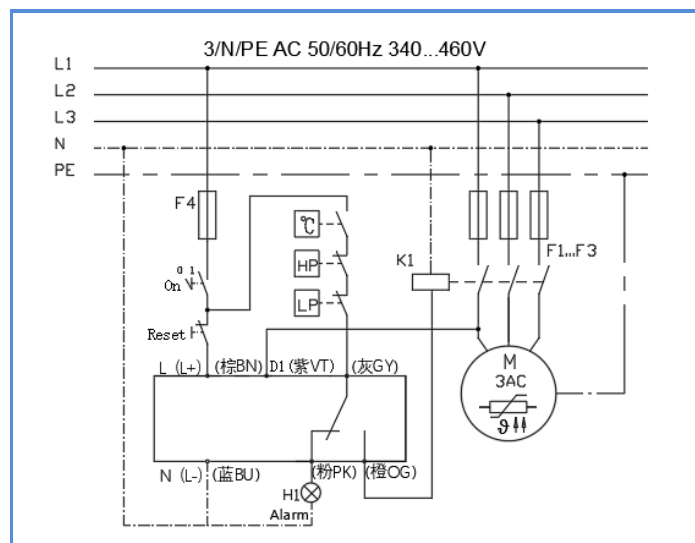 3/N/PE AC 50/60Hz 340...460V
L1
L2
L3
N
PE
F4
℃
HP
LP
K1
F1...F3
0 1
On
Reset
L (L+) (棕BN) D1 (紫VT) (灰GY)
M
3AC
ϑ
N (L-) (蓝BU) (粉PK) (橙OG)
H1
Alarm